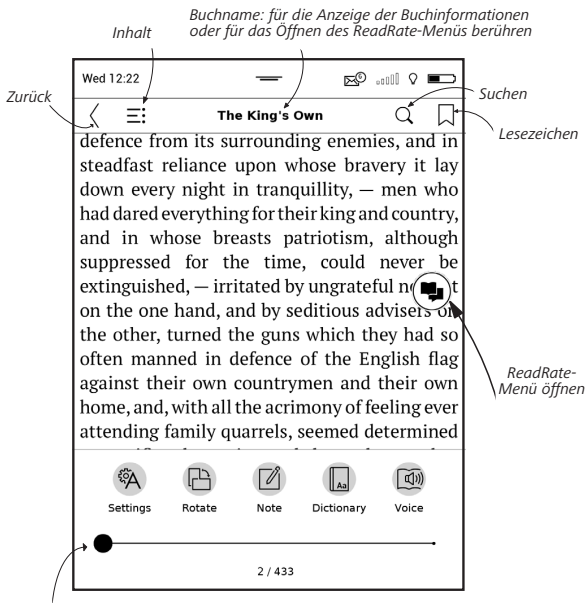 Buchname: für die Anzeige der Buchinformationen
oder für das Öffnen des ReadRate-Menüs berühren
Inhalt
Zurück
Wed 12:22
The King's Own
Suchen
Lesezeichen
defence from its surrounding enemies, and in
steadfast reliance upon whose bravery it lay
down every night in tranquillity, — men who
had dared everything for their king and country,
and in whose breasts patriotism, although
suppressed for the time, could never be
extinguished, — irritated by ungrateful
on the one hand, and by seditious advisers on
the other, turned the guns which they had so
often manned in defence of the English flag
against their own countrymen and their own
home, and, with all the acrimony of feeling ever
attending family quarrels, seemed determined
ReadRate-
Menü öffnen
Aa
Settings Rotate Note Dictionary Voice
2 / 433